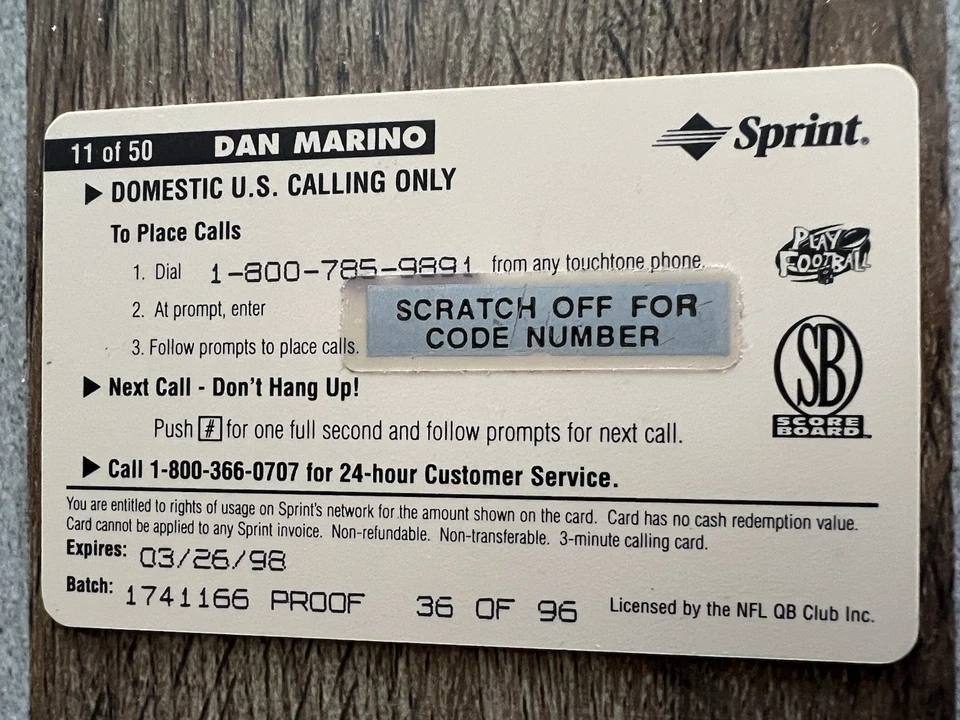 11 of 50 DAN MARINO
Sprint®
▶ DOMESTIC U.S. CALLING ONLY
To Place Calls
1. Dial 1-800-785-9891 from any touchtone phone.
2. At prompt, enter
SCRATCH OFF FOR
CODE NUMBER
3. Follow prompts to place calls.
▶ Next Call - Don't Hang Up!
Push # for one full second and follow prompts for next call.
▶ Call 1-800-366-0707 for 24-hour Customer Service.
PLAY
FOOTBALL
SB
SCORE
BOARD™
You are entitled to rights of usage on Sprint's network for the amount shown on the card. Card has no cash redemption value.
Card cannot be applied to any Sprint invoice. Non-refundable. Non-transferable. 3-minute calling card.
Expires: 03/26/98
Batch: 1741166 PROOF 36 OF 96
Licensed by the NFL QB Club Inc.